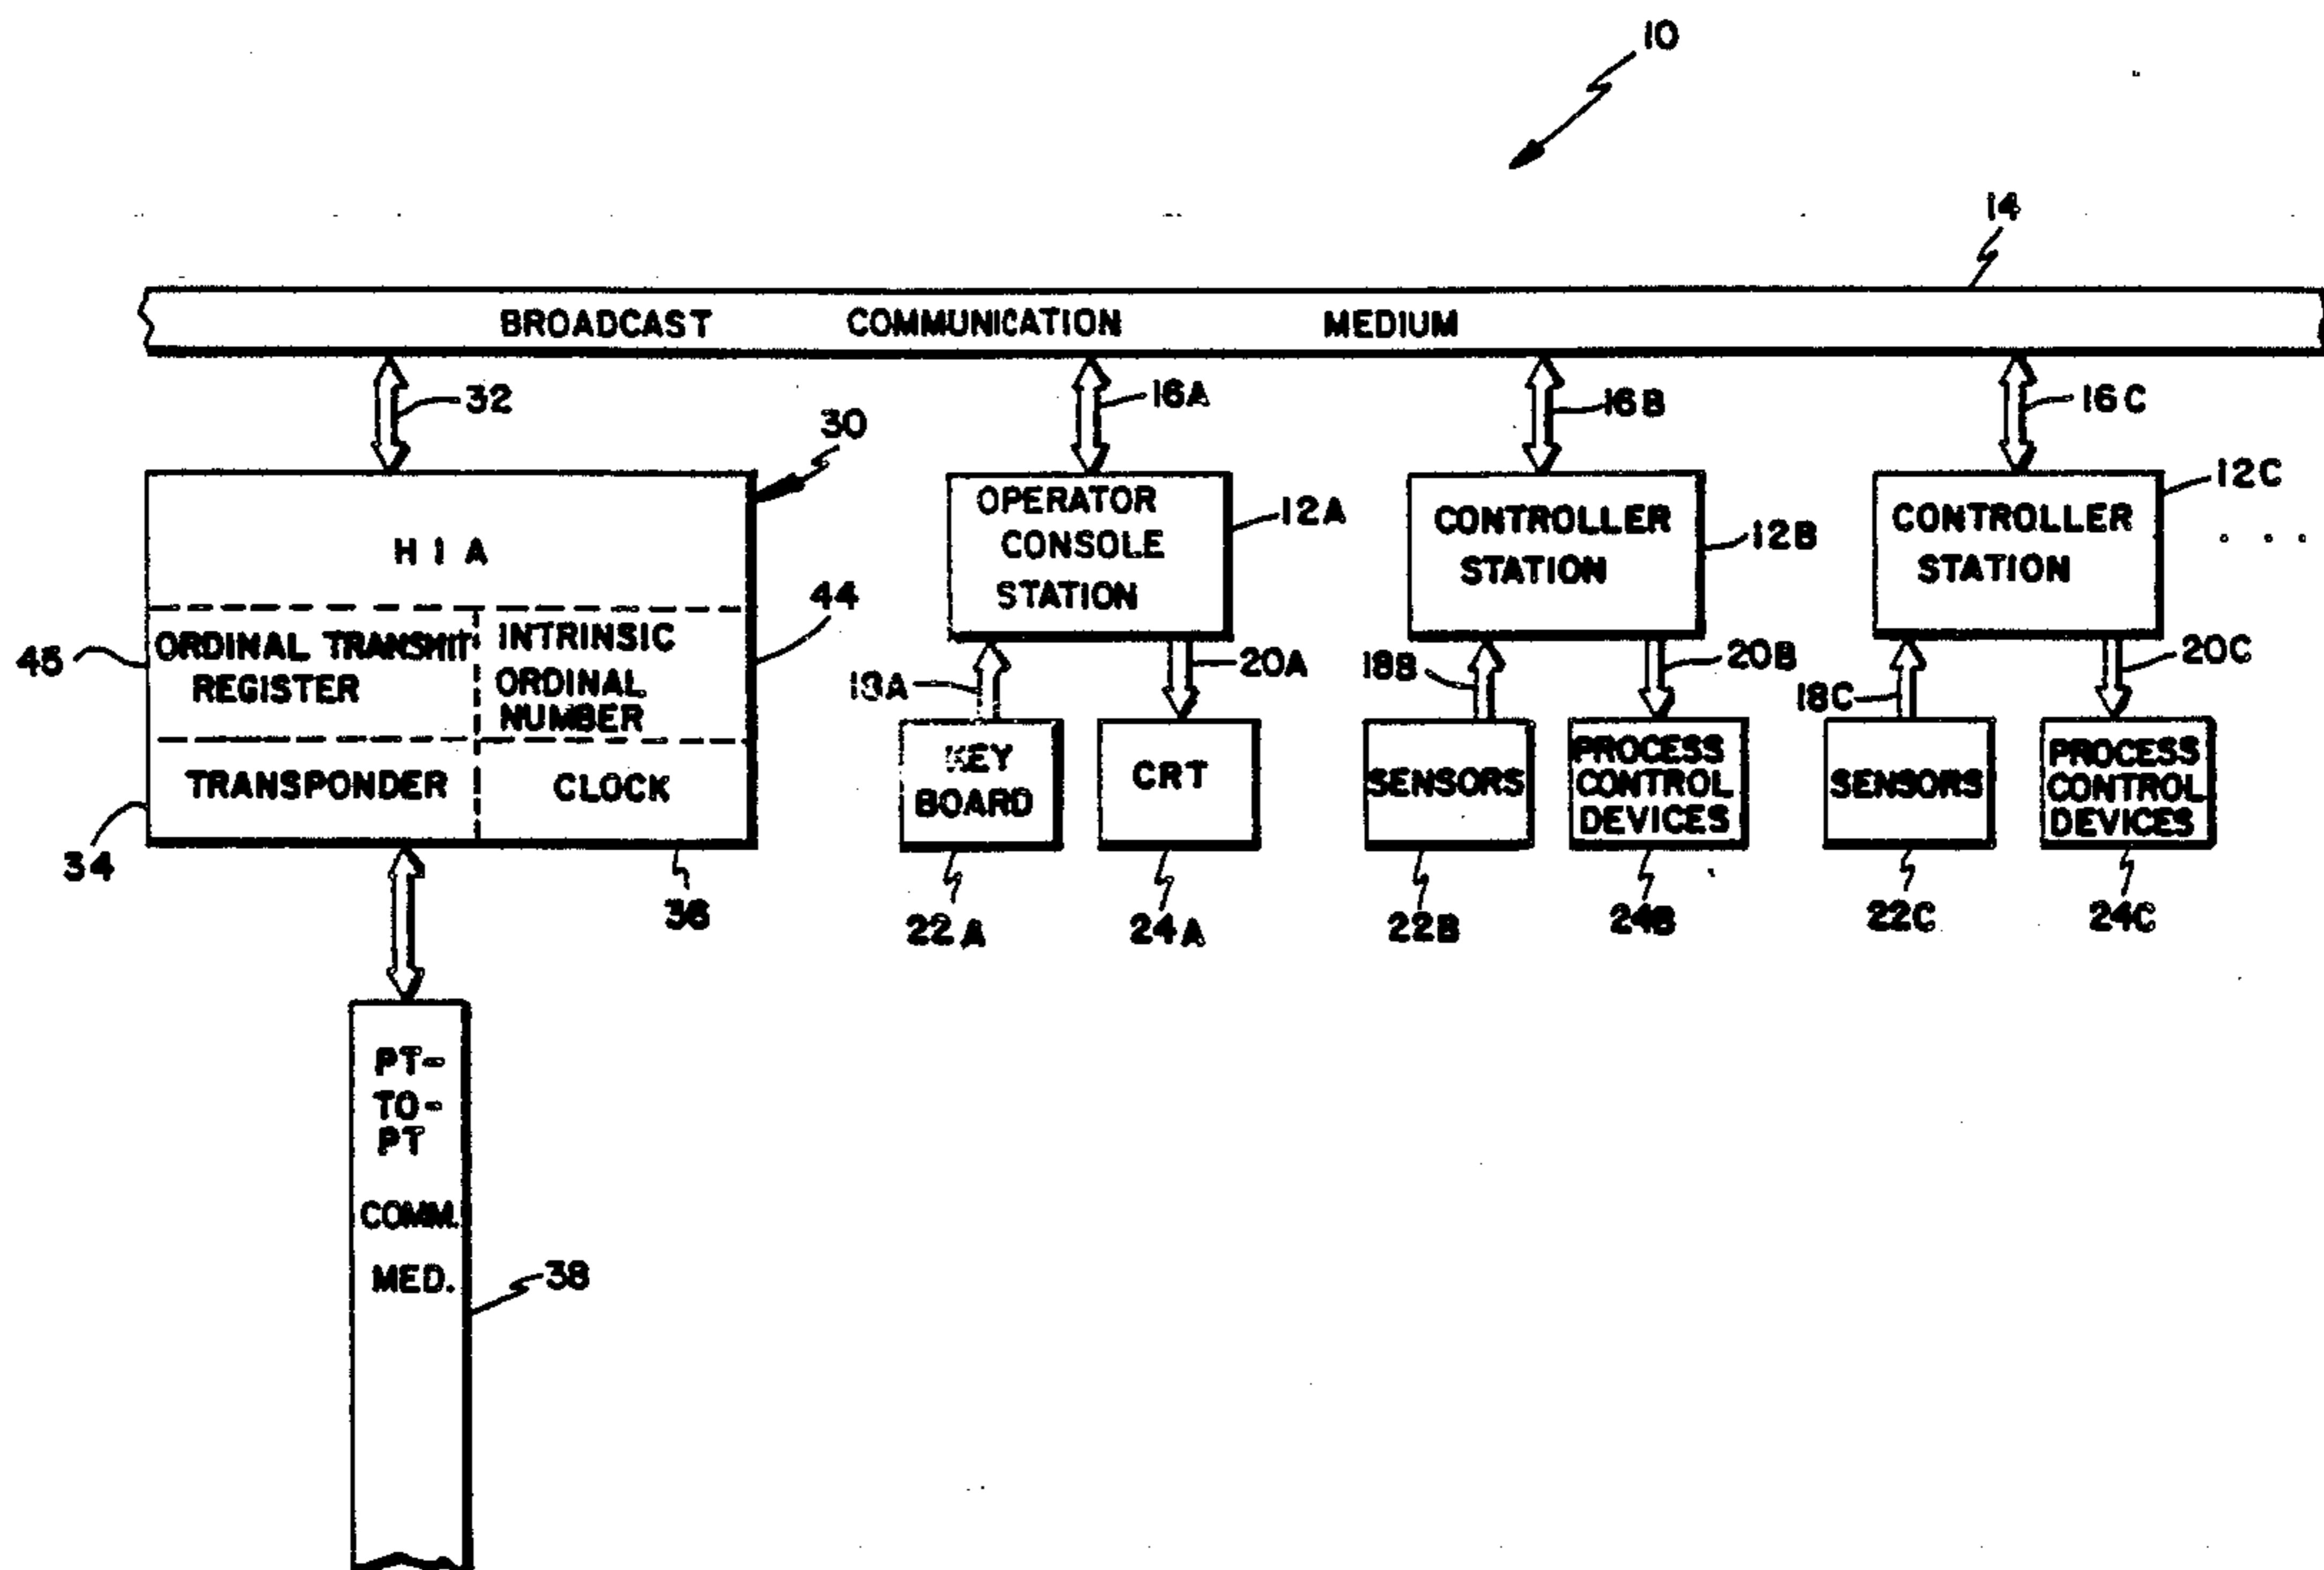 10
14
BROADCAST COMMUNICATION MEDIUM
32
16A
16B
16C
30
HIA
OPERATOR
CONSOLE
STATION
12A
CONTROLLER
STATION
12B
CONTROLLER
STATION
12C
. . .
44
ORDINAL TRANSMIT
REGISTER
INTRINSIC
ORDINAL
NUMBER
TRANSPONDER
CLOCK
34
18A
20A
18B
20B
18C
20C
KEY
BOARD
CRT
SENSORS
PROCESS
CONTROL
DEVICES
SENSORS
PROCESS
CONTROL
DEVICES
22A
24A
22B
24B
22C
24C
PT-
TO-
PT
COMM.
MED.
38